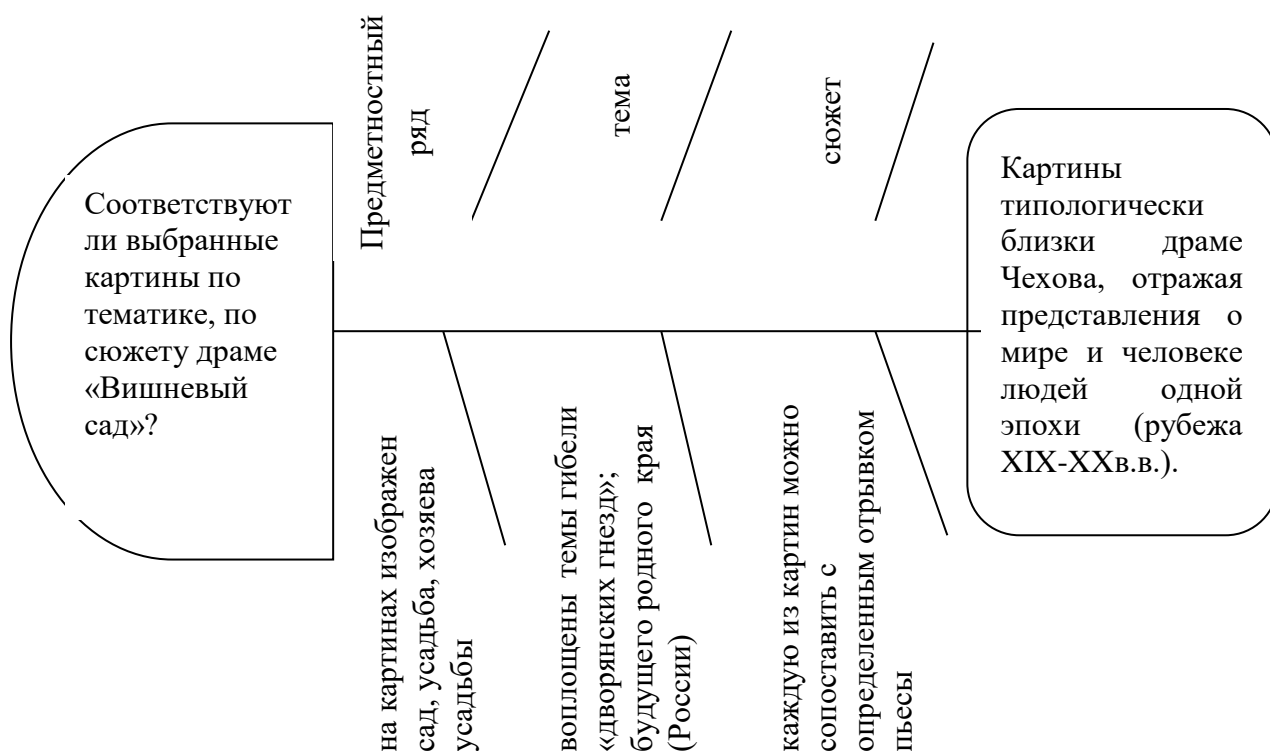 Соответствуют
ли выбранные
картины по
тематике, по
сюжету драме
«Вишневый
сад»?
Предметностный
ряд
тема
сюжет
на картинах изображен
сад, усадьба, хозяева
усадьбы
воплощены темы гибели
«дворянских гнезд»;
будущего родного края
(России)
каждую из картин можно
сопоставить с
определенным отрывком
пьесы
Картины
типологически
близки драме
Чехова, отражая
представления о
мире и человеке
людей одной
эпохи (рубежа
XIX-XXв.в.).